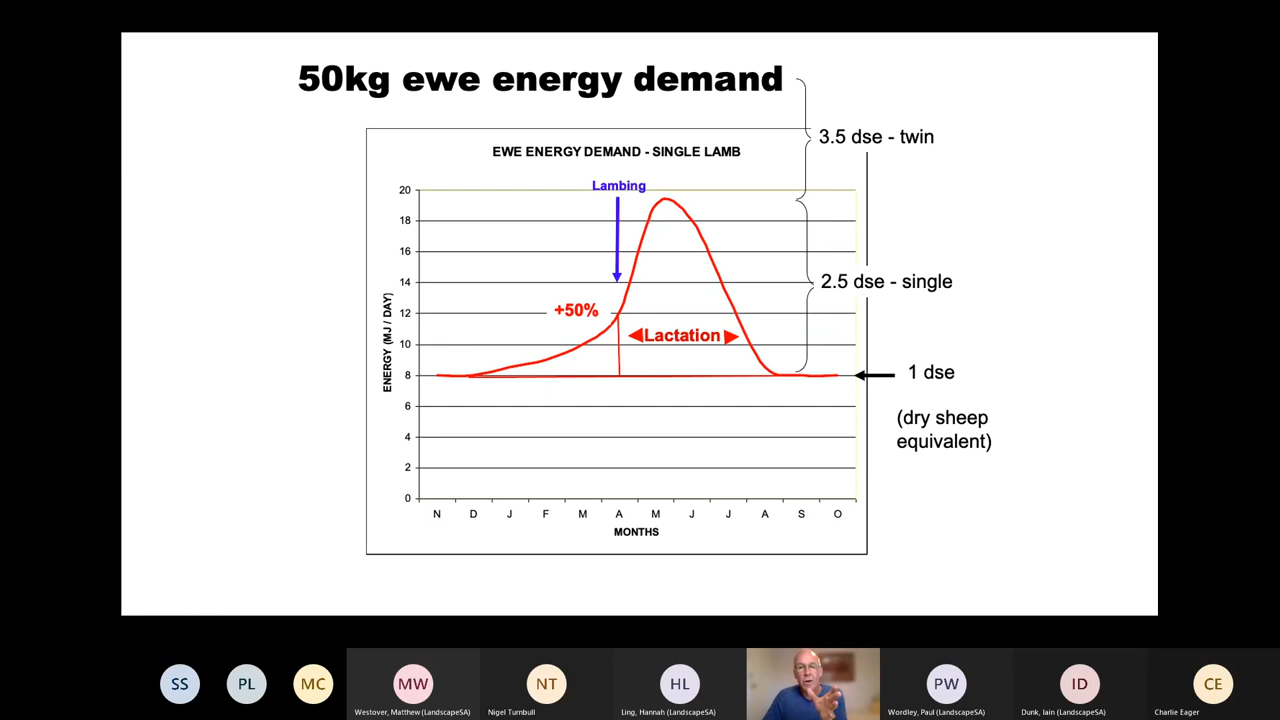 50kg ewe energy demand
3.5 dse - twin
EWE ENERGY DEMAND - SINGLE LAMB
Lambing
20
18
16
14
12
10
8
6
4
2
0
ENERGY (MJ / DAY)
2.5 dse - single
+50%
Lactation
1 dse
(dry sheep
equivalent)
N D J F M A M J J A S O
MONTHS
SS
PL
MC
MW
Westover, Matthew (LandscapeSA)
NT
Nigel Turnbull
HL
Ling, Hannah (LandscapeSA)
PW
Wordley, Paul (LandscapeSA)
ID
Dunk, Iain (LandscapeSA)
CE
Charlie Eager